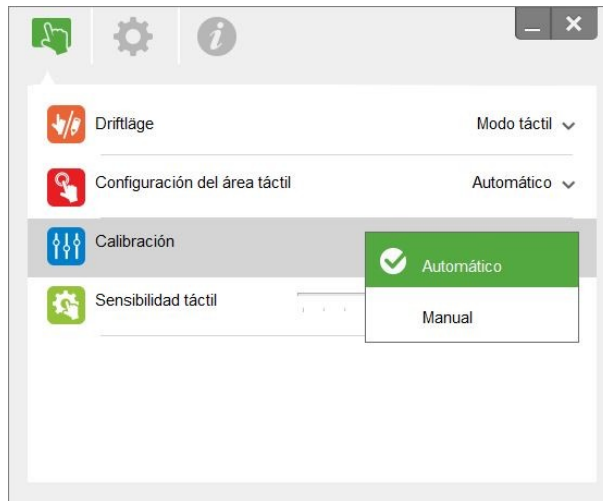 Driftläge
Modo táctil
Configuración del área táctil
Automático
Calibración
Automático
Sensibilidad táctil
Manual